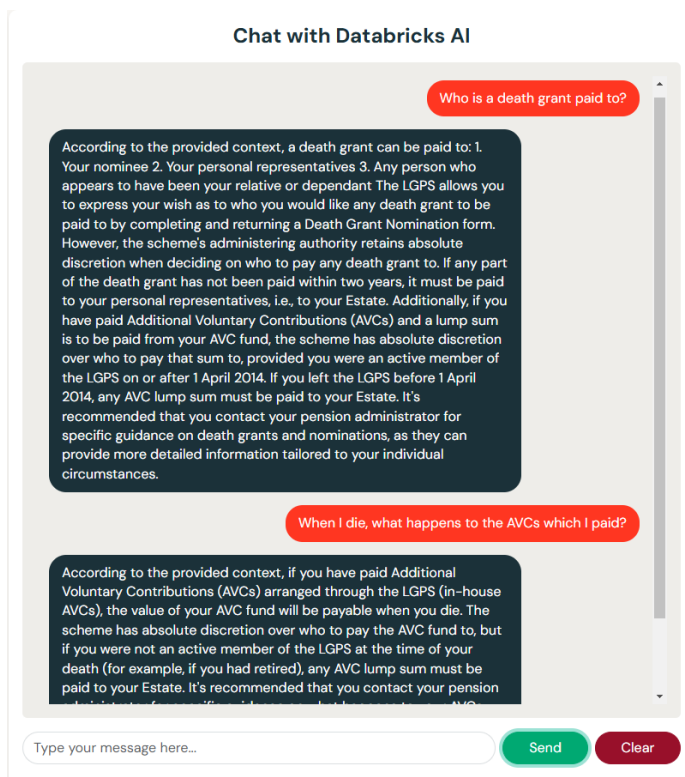 Chat with Databricks AI
Who is a death grant paid to?
According to the provided context, a death grant can be paid to: 1.
Your nominee 2. Your personal representatives 3. Any person who
appears to have been your relative or dependant The LGPS allows you
to express your wish as to who you would like any death grant to be
paid to by completing and returning a Death Grant Nomination form.
However, the scheme's administering authority retains absolute
discretion when deciding on who to pay any death grant to. If any part
of the death grant has not been paid within two years, it must be paid
to your personal representatives, i.e., to your Estate. Additionally, if you
have paid Additional Voluntary Contributions (AVCs) and a lump sum
is to be paid from your AVC fund, the scheme has absolute discretion
over who to pay that sum to, provided you were an active member of
the LGPS on or after 1 April 2014. If you left the LGPS before 1 April
2014, any AVC lump sum must be paid to your Estate. It's
recommended that you contact your pension administrator for
specific guidance on death grants and nominations, as they can
provide more detailed information tailored to your individual
circumstances.
When I die, what happens to the AVCs which I paid?
According to the provided context, if you have paid Additional
Voluntary Contributions (AVCs) arranged through the LGPS (in-house
AVCs), the value of your AVC fund will be payable when you die. The
scheme has absolute discretion over who to pay the AVC fund to, but
if you were not an active member of the LGPS at the time of your
death (for example, if you had retired), any AVC lump sum must be
paid to your Estate. It's recommended that you contact your pension
Type your message here...
Send
Clear